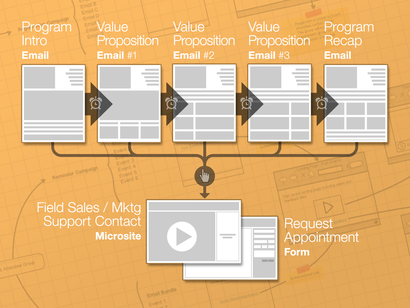 Program
Intro
Email
Value
Proposition
Email #1
Value
Proposition
Email #2
Value
Proposition
Email #3
Program
Recap
Email
Field Sales / Mktg
Support Contact
Microsite
Request
Appointment
Form